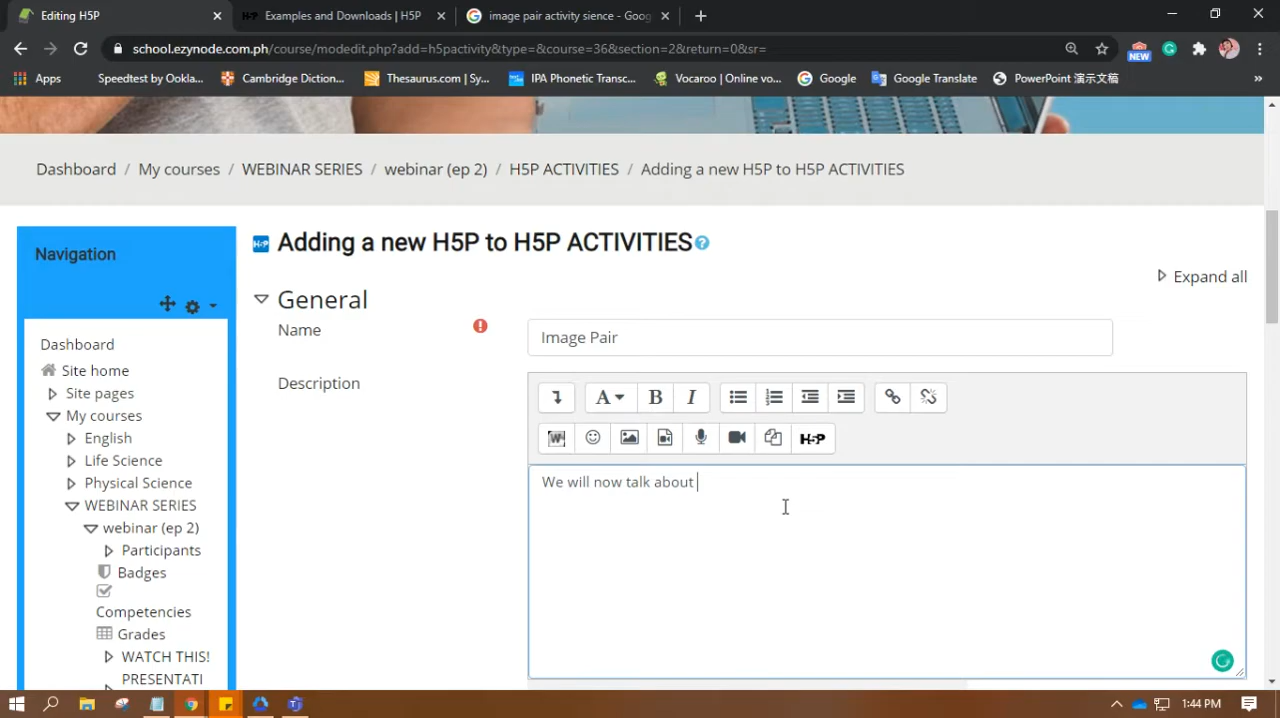 Editing H5P
Examples and Downloads | H5P
image pair activity sience - Goog
school.ezynode.com.ph/course/modedit.php?add=h5pactivity&type=&course=36&section=2&return=0&sr=
NEW
Apps
Speedtest by Ookla...
Cambridge Diction...
Thesaurus.com | Sy...
IPA Phonetic Transc...
Vocaroo | Online vo...
Google
Google Translate
PowerPoint 演示文稿
Dashboard / My courses / WEBINAR SERIES / webinar (ep 2) / H5P ACTIVITIES / Adding a new H5P to H5P ACTIVITIES
Navigation
Dashboard
Site home
Site pages
My courses
English
Life Science
Physical Science
WEBINAR SERIES
webinar (ep 2)
Participants
Badges
Competencies
Grades
WATCH THIS!
PRESENTATI
H-P Adding a new H5P to H5P ACTIVITIES
Expand all
General
Name
Image Pair
Description
A B I
H-P
We will now talk about
1:44 PM